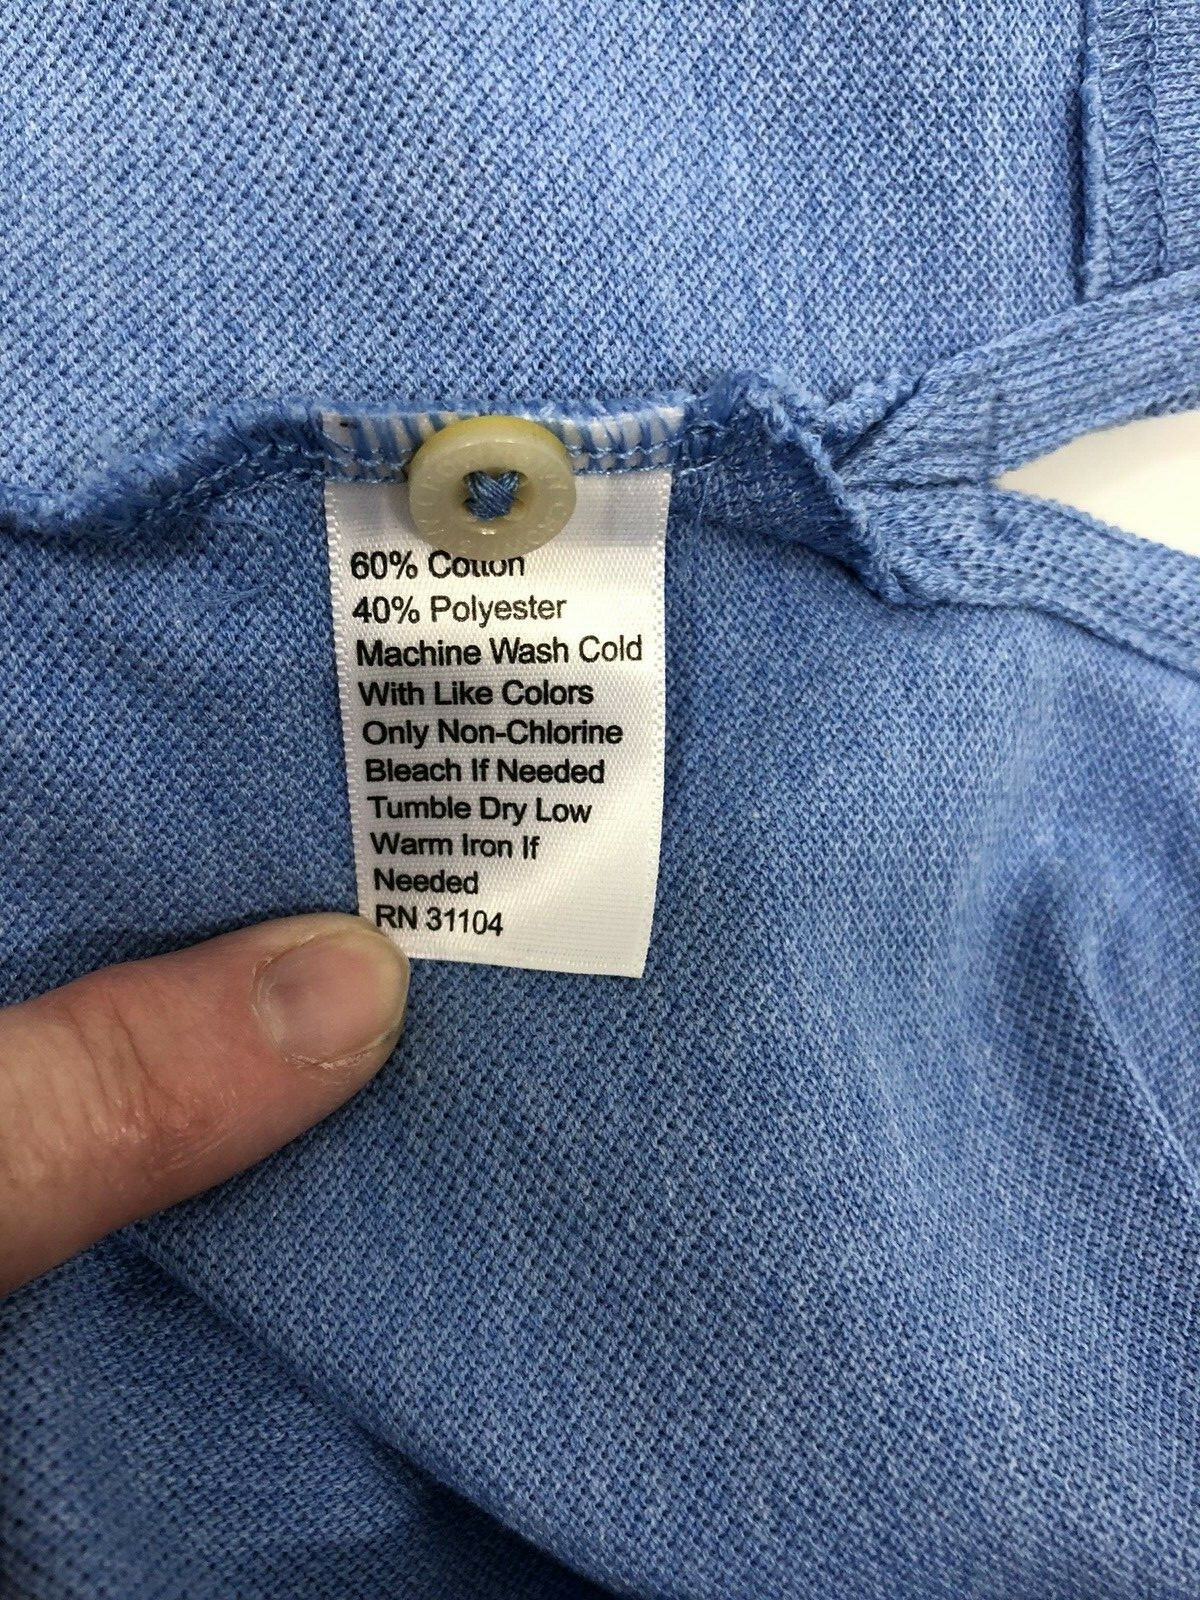 60% Cotton
40% Polyester
Machine Wash Cold
With Like Colors
Only Non-Chlorine
Bleach If Needed
Tumble Dry Low
Warm Iron If
Needed
RN 31104